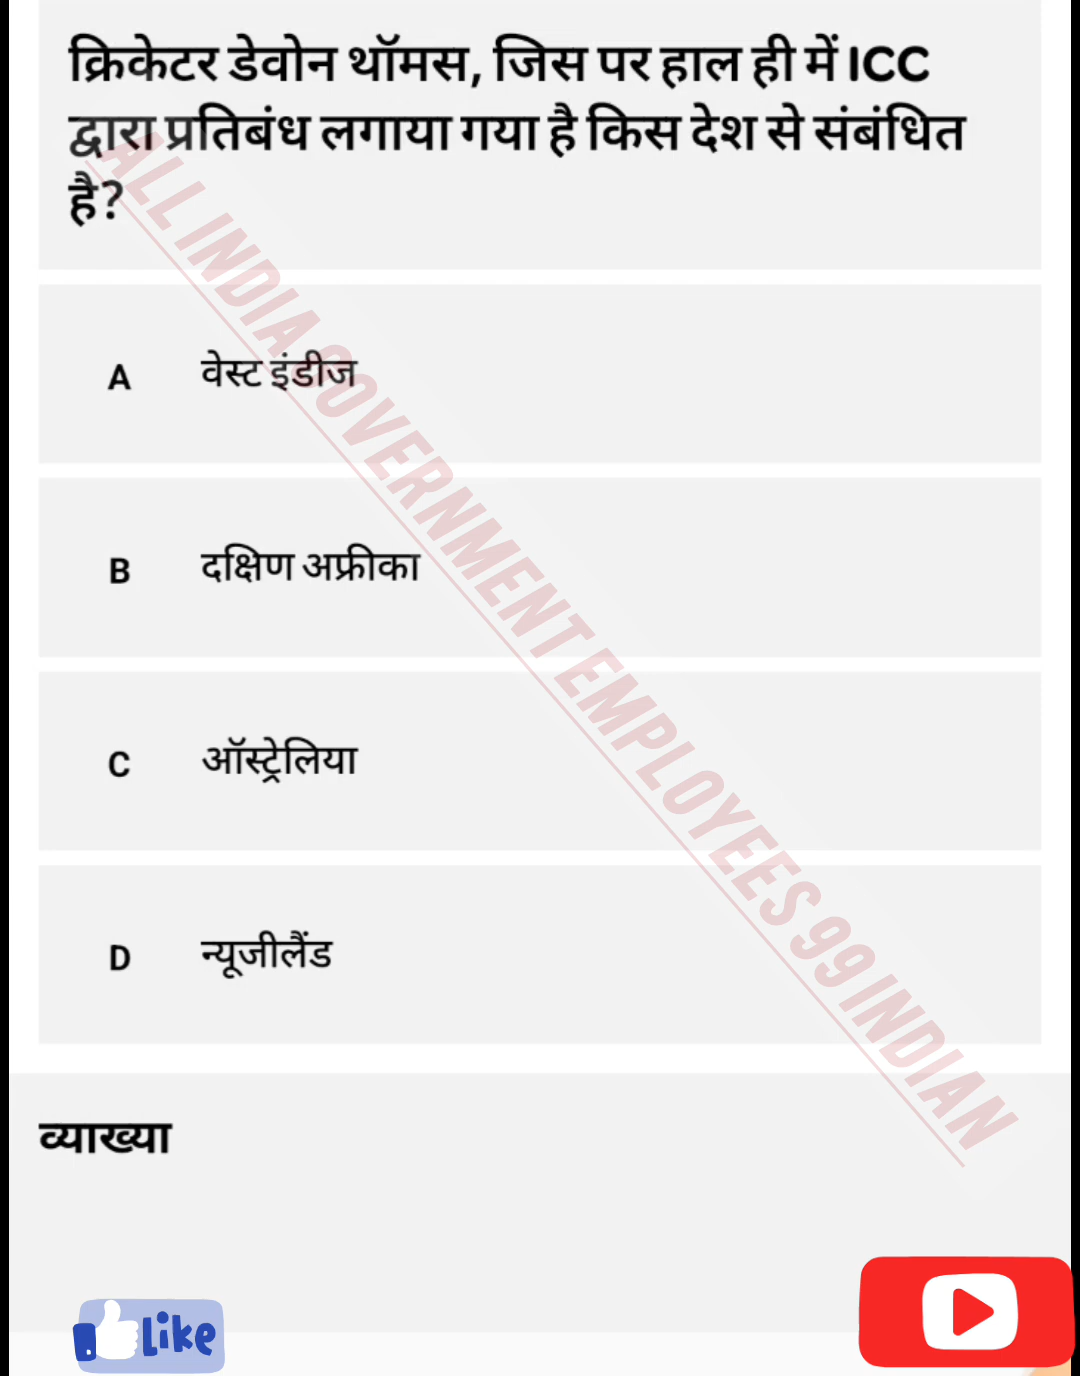 क्रिकेटर डेवोन थॉमस, जिस पर हाल ही में ICC
द्वारा प्रतिबंध लगाया गया है किस देश से संबंधित
है?
A वेस्ट इंडीज
B दक्षिण अफ्रीका
C ऑस्ट्रेलिया
D न्यूजीलैंड
ALL INDIA GOVERNMENT EMPLOYEES 99 INDIAN
व्याख्या
Like